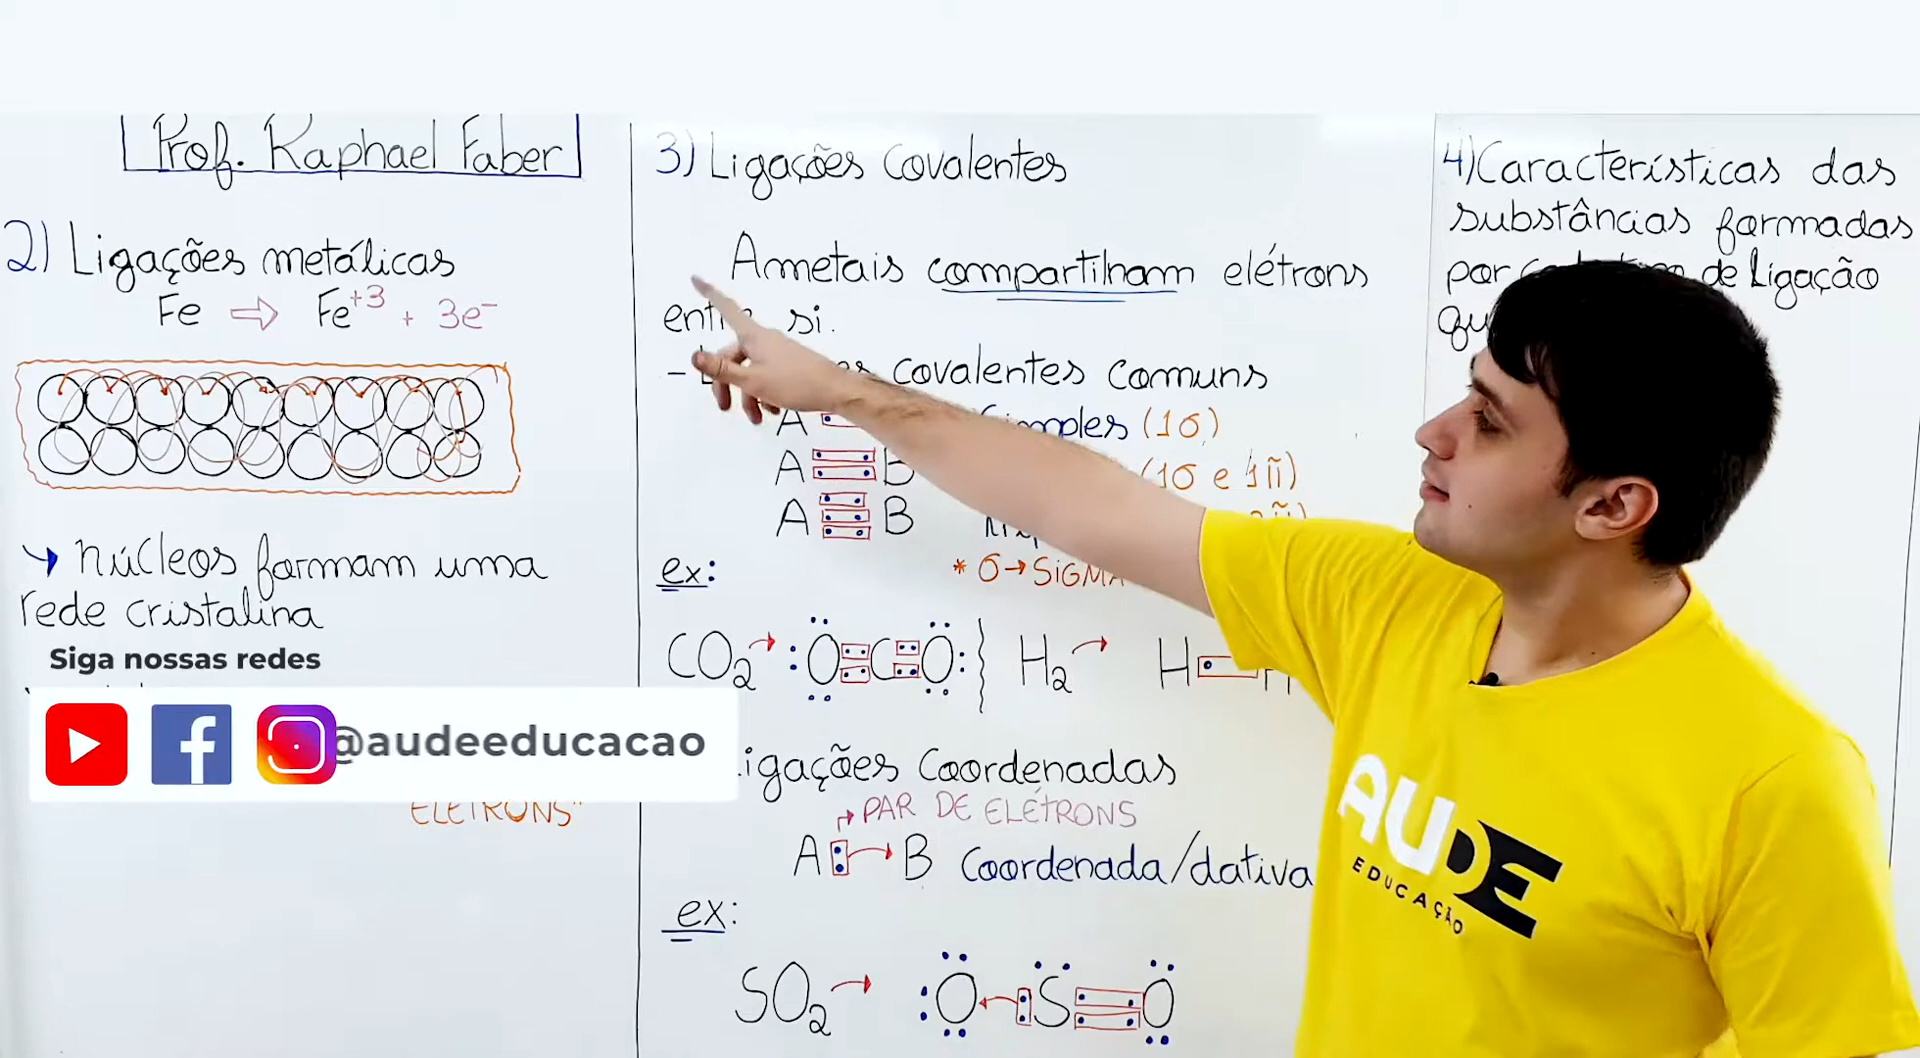 Prof. Raphael Faber
2) Ligações metálicas
Fe ⇨ Fe⁺³ + 3e⁻
↳ Núcleos formam uma
rede cristalina
Siga nossas redes
@audeeducacao
ELÉTRONS"
3) Ligações Covalentes
Ametais compartilham elétrons
entre si.
- covalentes comuns
A Simples (1σ)
A B (1σ e 1π)
A B
ex: * σ→SIGMA
CO₂ → :O C O: H₂ → H H
Ligações Coordenadas
↱ PAR DE ELÉTRONS
A : → B Coordenada/dativa
ex:
SO₂ → :O ← :S O
4) Características das
substâncias formadas
por de Ligação
AUDE
EDUCAÇÃO